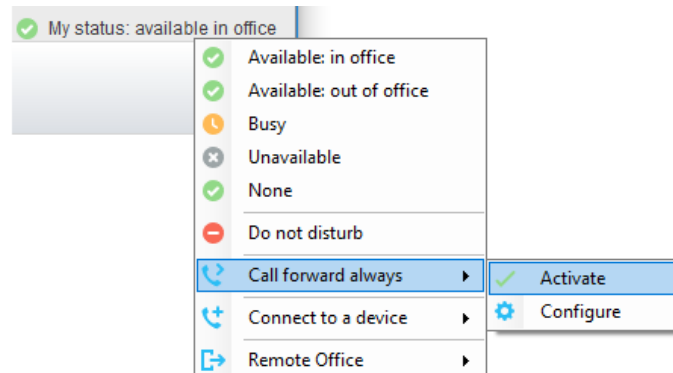 My status: available in office
Available: in office
Available: out of office
Busy
Unavailable
None
Do not disturb
Call forward always
Activate
Configure
Connect to a device
Remote Office